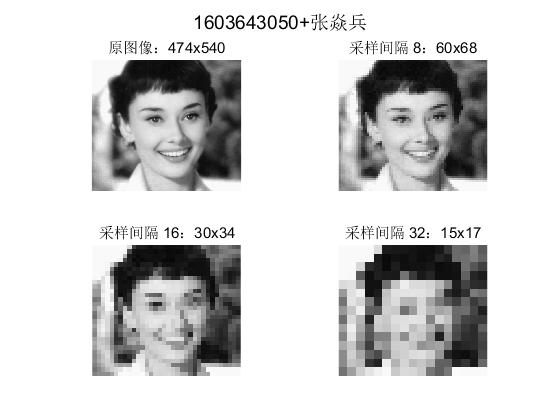 1603643050+张焱兵
原图像：474x540
采样间隔 8：60x68
采样间隔 16：30x34
采样间隔 32：15x17